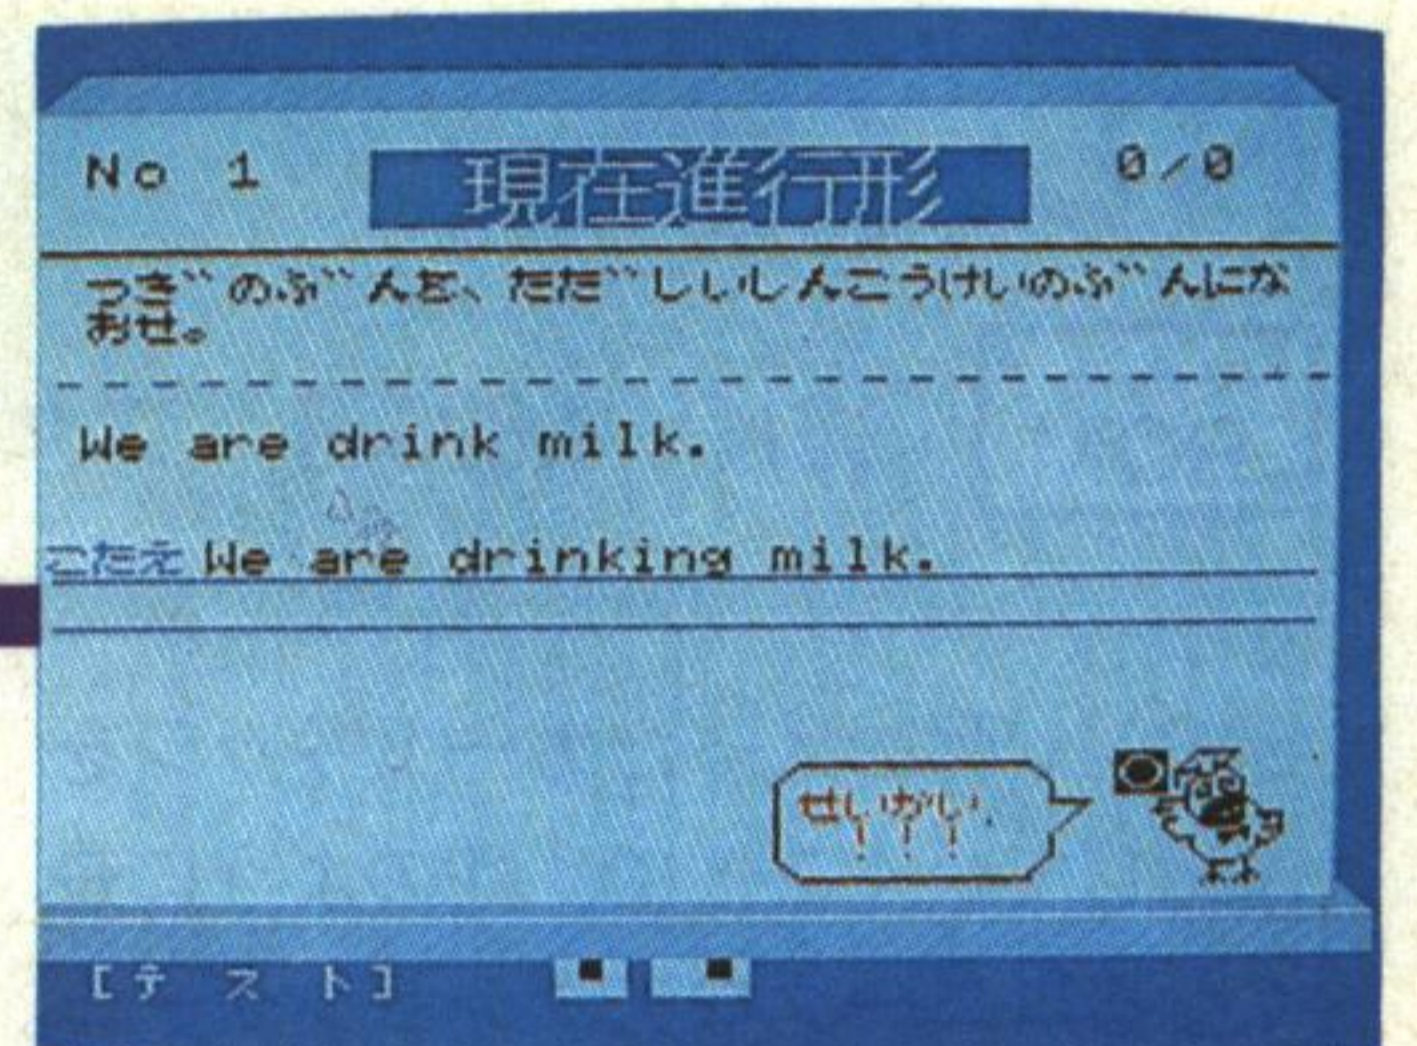 No 1 現在進行形 0/0
つぎのぶんを、ただしいしんこうけいのぶんにな
おせ。
We are drink milk.
こたえ We are drinking milk.
せいかい
!!!
[テスト]